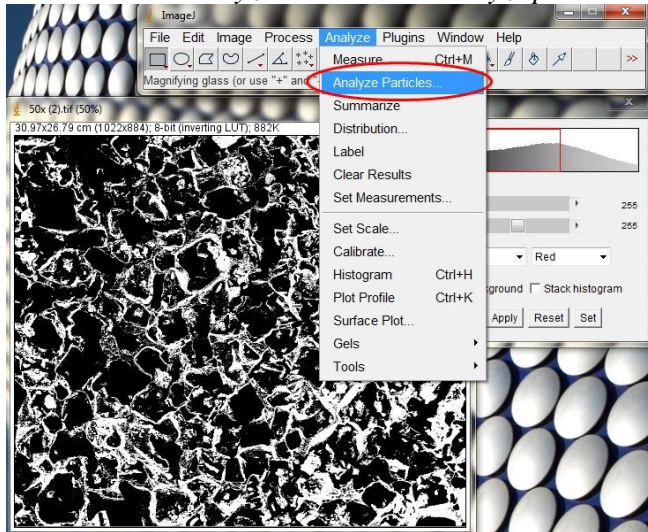 ImageJ
File Edit Image Process Analyze Plugins Window Help
Magnifying glass (or use "+" and
>>
Measure... Ctrl+M
Analyze Particles...
Summarize
Distribution...
Label
Clear Results
Set Measurements...
Set Scale...
Calibrate...
Histogram Ctrl+H
Plot Profile Ctrl+K
Surface Plot...
Gels
Tools
50x (2).tif (50%)
30.97x26.79 cm (1022x884); 8-bit (inverting LUT); 882K
255
255
Red
Stack histogram
Apply Reset Set